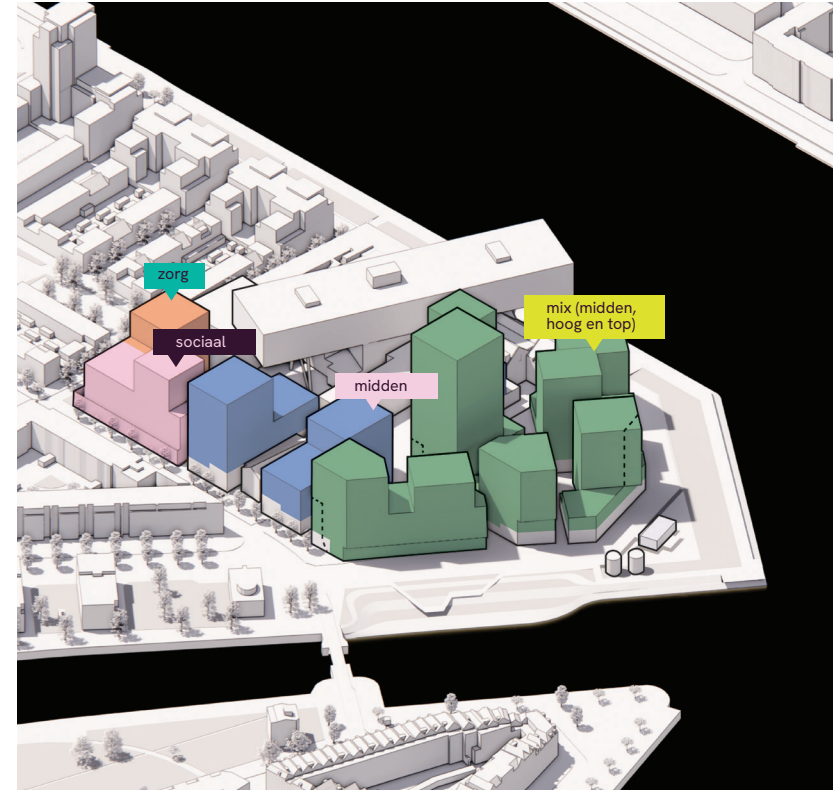 zorg
sociaal
midden
mix (midden,
hoog en top)